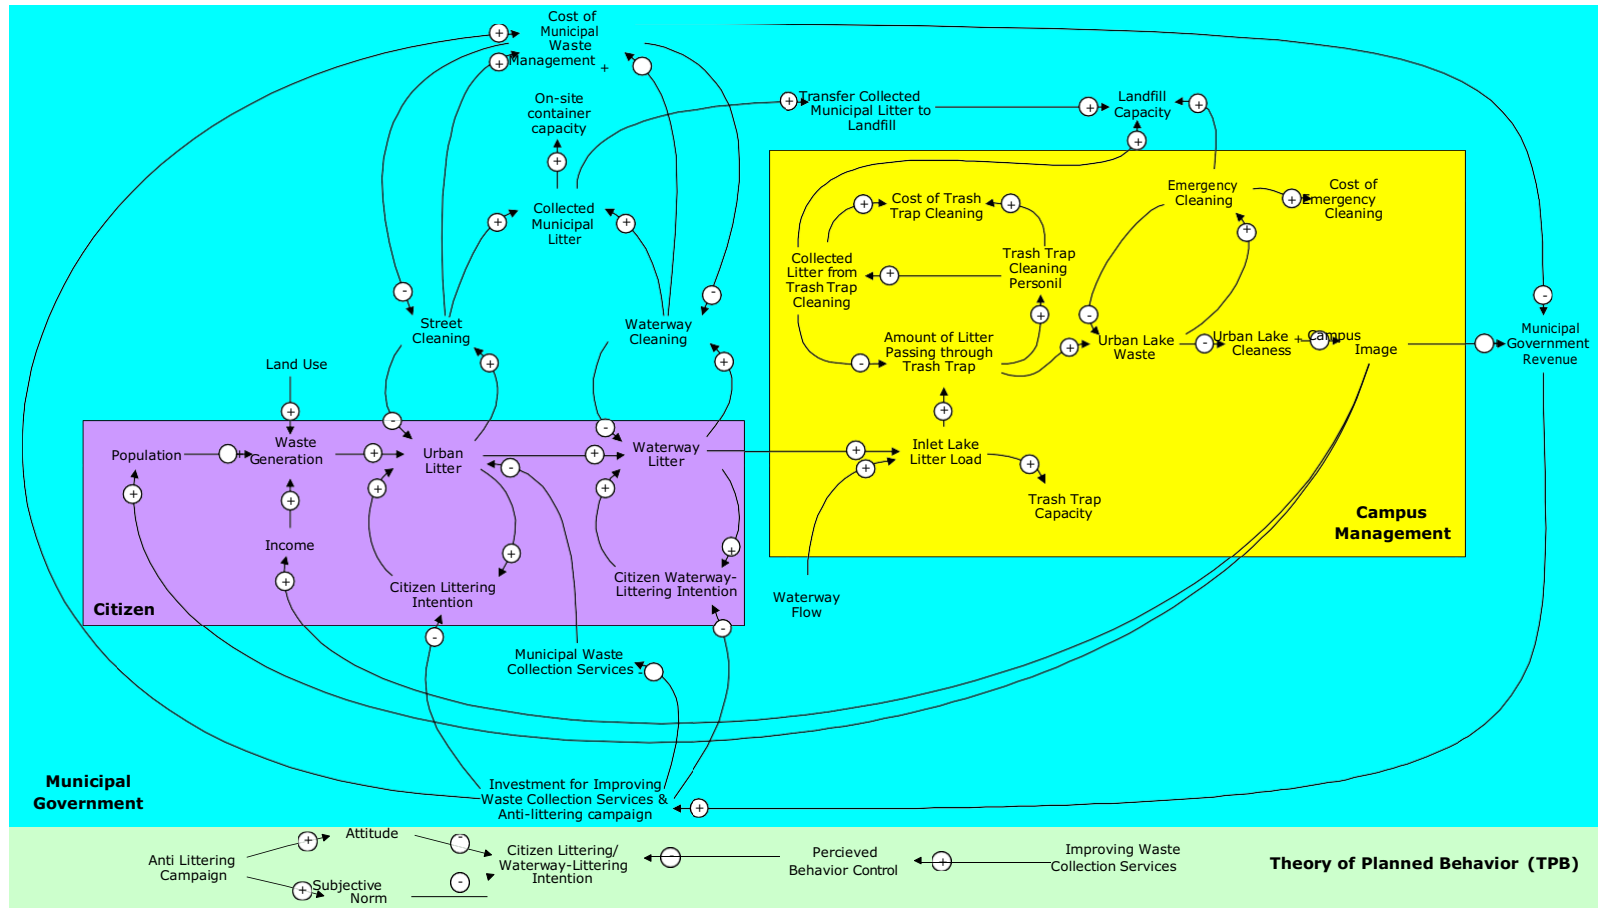 Cost of
Municipal
Waste
Management
+
On-site
container
capacity
Transfer Collected
Municipal Litter to
Landfill
Landfill
Capacity
Collected
Municipal
Litter
Cost of Trash
Trap Cleaning
Emergency
Cleaning
Cost of
Emergency
Cleaning
Collected
Litter from
Trash Trap
Cleaning
Trash Trap
Cleaning
Personil
Street
Cleaning
Waterway
Cleaning
Amount of Litter
Passing through
Trash Trap
Urban Lake
Waste
Urban Lake
Cleaness
+
Campus
Image
Municipal
Government
Revenue
Land Use
Population
Waste
Generation
Urban
Litter
Waterway
Litter
Inlet Lake
Litter Load
Trash Trap
Capacity
Campus
Management
Income
Citizen Littering
Intention
Citizen Waterway-
Littering Intention
Citizen
Waterway
Flow
Municipal Waste
Collection Services
Municipal
Government
Investment for Improving
Waste Collection Services &
Anti-littering campaign
Anti Littering
Campaign
Attitude
Subjective
Norm
Citizen Littering/
Waterway-Littering
Intention
Percieved
Behavior Control
Improving Waste
Collection Services
Theory of Planned Behavior (TPB)